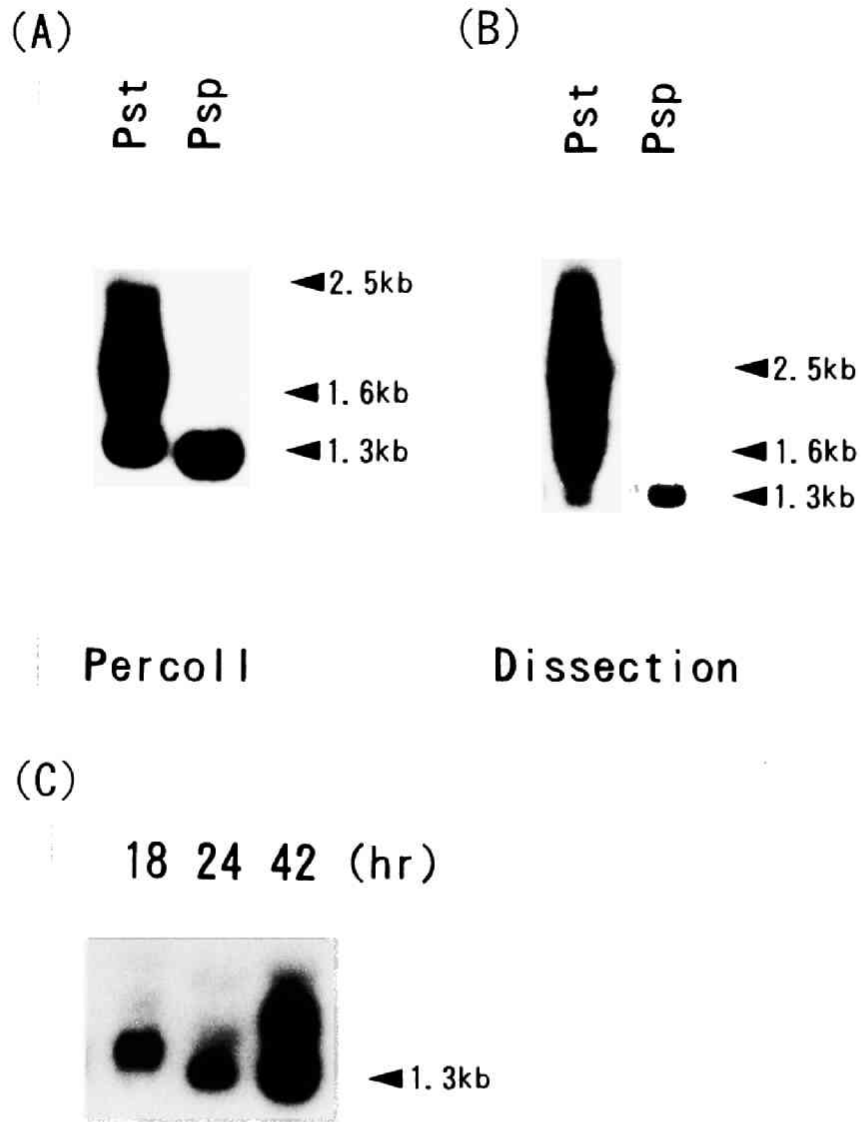 (A)
Pst Psp
2.5kb
1.6kb
1.3kb
Percoll
(B)
Pst Psp
2.5kb
1.6kb
1.3kb
Dissection
(C)
18 24 42 (hr)
1.3kb